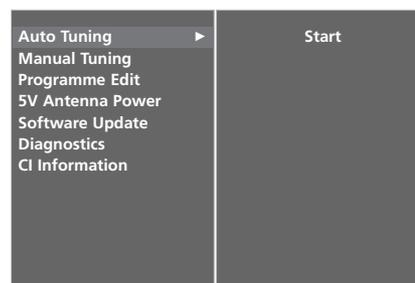 Auto Tuning ►
Start
Manual Tuning
Programme Edit
5V Antenna Power
Software Update
Diagnostics
CI Information